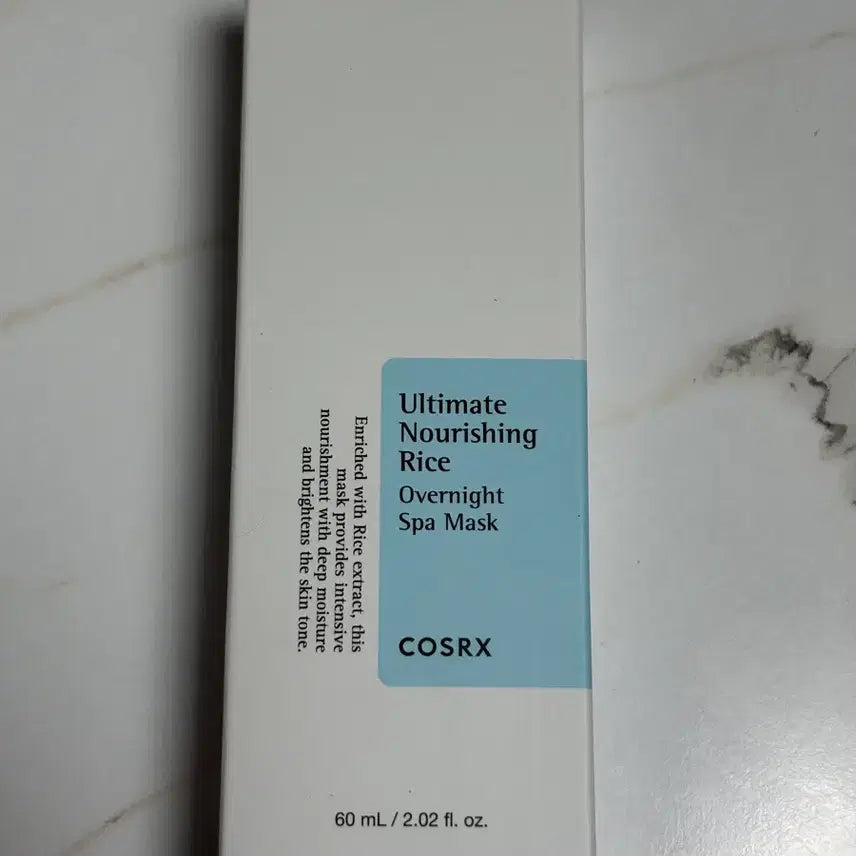 Ultimate
Nourishing
Rice
Overnight
Spa Mask
COSRX
Enriched with Rice extract, this
mask provides intensive
nourishment with deep moisture
and brightens the skin tone.
60 mL / 2.02 fl. oz.